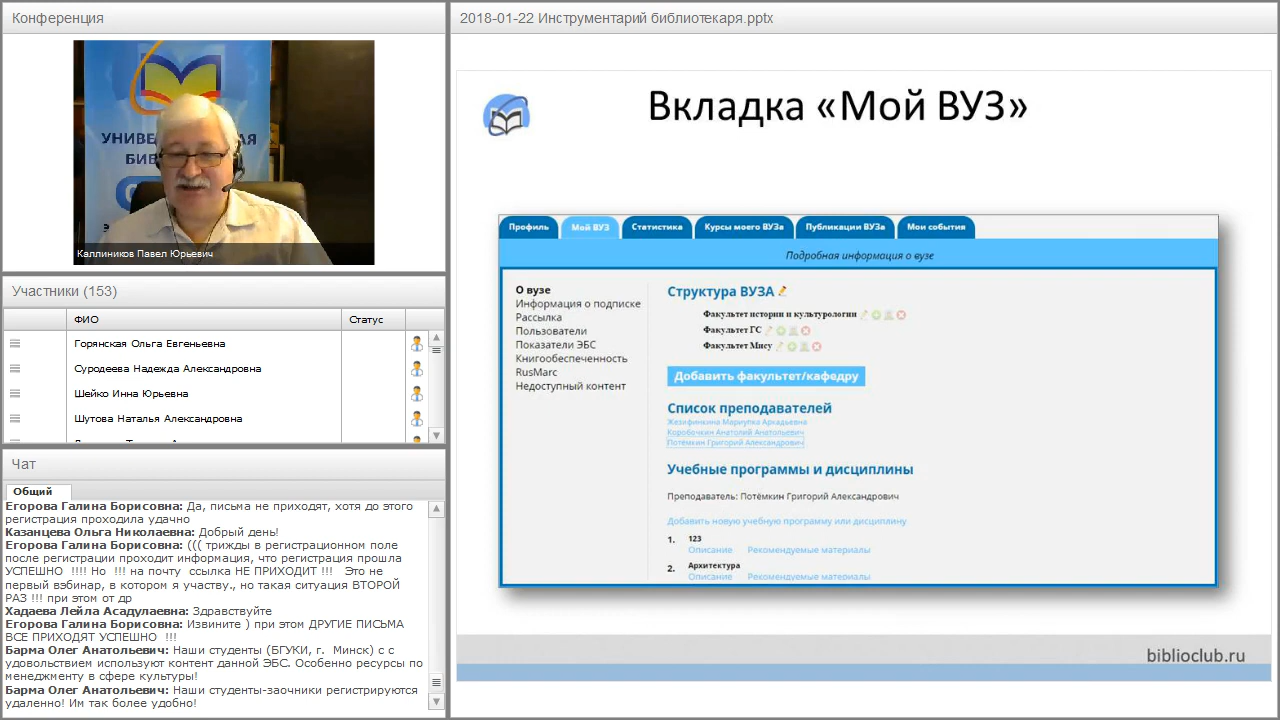 Конференция
УНИВЕ
БИБ
Каллиников Павел Юрьевич
Участники (153)
ФИО
Статус
Горячская Ольга Евгеньевна
Суродеева Надежда Александровна
Шейко Инна Юрьевна
Шутова Наталья Александровна
Чат
Общий
Егорова Галина Борисовна: Да, письма не приходят, хотя до этого
регистрация проходила удачно
Казанцева Ольга Николаевна: Добрый день!
Егорова Галина Борисовна: ((( трижды в регистрационном поле
после регистрации проходит информация, что регистрация прошла
УСПЕШНО !!!! Но !!! на почту ссылка НЕ ПРИХОДИТ !!! Это не
первый вэбинар, в котором я участву., но такая ситуация ВТОРОЙ
РАЗ !!! при этом от др
Хадаева Лейла Асадулаевна: Здравствуйте
Егорова Галина Борисовна: Извините ) при этом ДРУГИЕ ПИСЬМА
ВСЕ ПРИХОДЯТ УСПЕШНО !!!
Барма Олег Анатольевич: Наши студенты (БГУКИ, г. Минск) с с
удовольствием используют контент данной ЭБС. Особенно ресурсы по
менеджменту в сфере культуры!
Барма Олег Анатольевич: Наши студенты-заочники регистрируются
удаленно! Им так более удобно!
2018-01-22 Инструментарий библиотекаря.pptx
Вкладка «Мой ВУЗ»
Профиль
Мой ВУЗ
Статистика
Курсы моего ВУЗа
Публикации ВУЗа
Мои события
Подробная информация о вузе
О вузе
Информация о подписке
Рассылка
Пользователи
Показатели ЭБС
Книгообеспеченность
RusMarc
Недоступный контент
Структура ВУЗА
Факультет истории и культурологии
Факультет ГС
Факультет Мису
Добавить факультет/кафедру
Список преподавателей
Жезифинкина Мариупка Аркадьевна
Коробочкин Анатолий Анатольевич
Потёмкин Григорий Александрович
Учебные программы и дисциплины
Преподаватель: Потёмкин Григорий Александрович
Добавить новую учебную программу или дисциплину
1. 123
Описание Рекомендуемые материалы
2. Архитектура
Описание Рекомендуемые материалы
biblioclub.ru